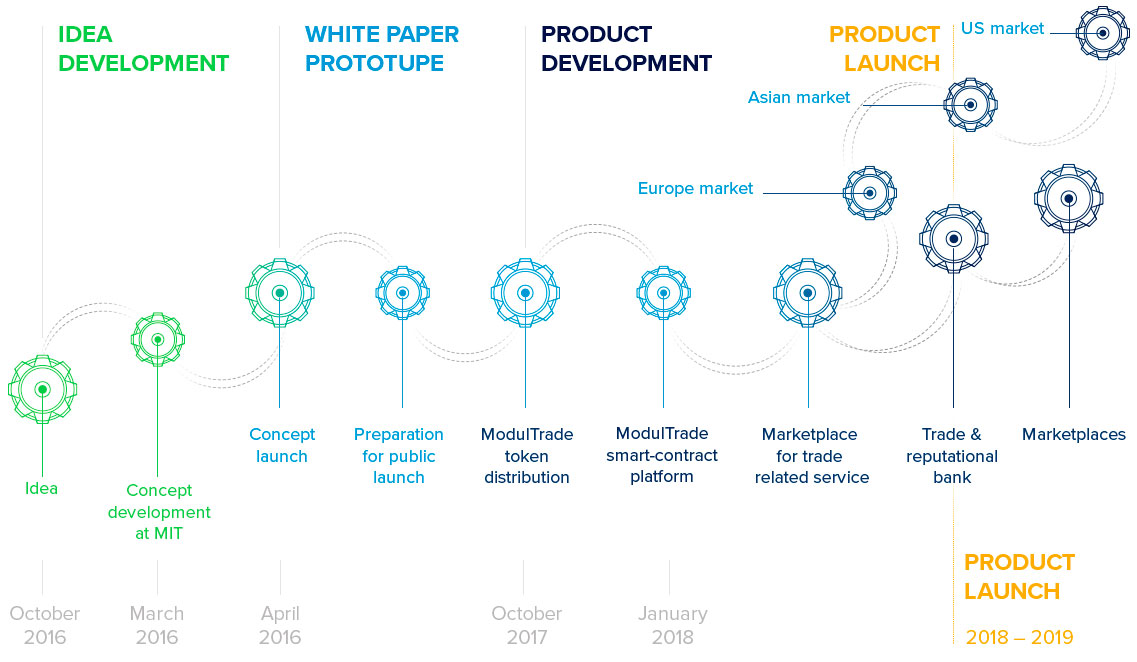 IDEA
DEVELOPMENT
WHITE PAPER
PROTOTUPE
PRODUCT
DEVELOPMENT
PRODUCT
LAUNCH
US market
Asian market
Europe market
Idea
Concept
development
at MIT
Concept
launch
Preparation
for public
launch
ModulTrade
token
distribution
ModulTrade
smart-contract
platform
Marketplace
for trade
related service
Trade &
reputational
bank
Marketplaces
October
2016
March
2016
April
2016
October
2017
January
2018
PRODUCT
LAUNCH
2018 – 2019